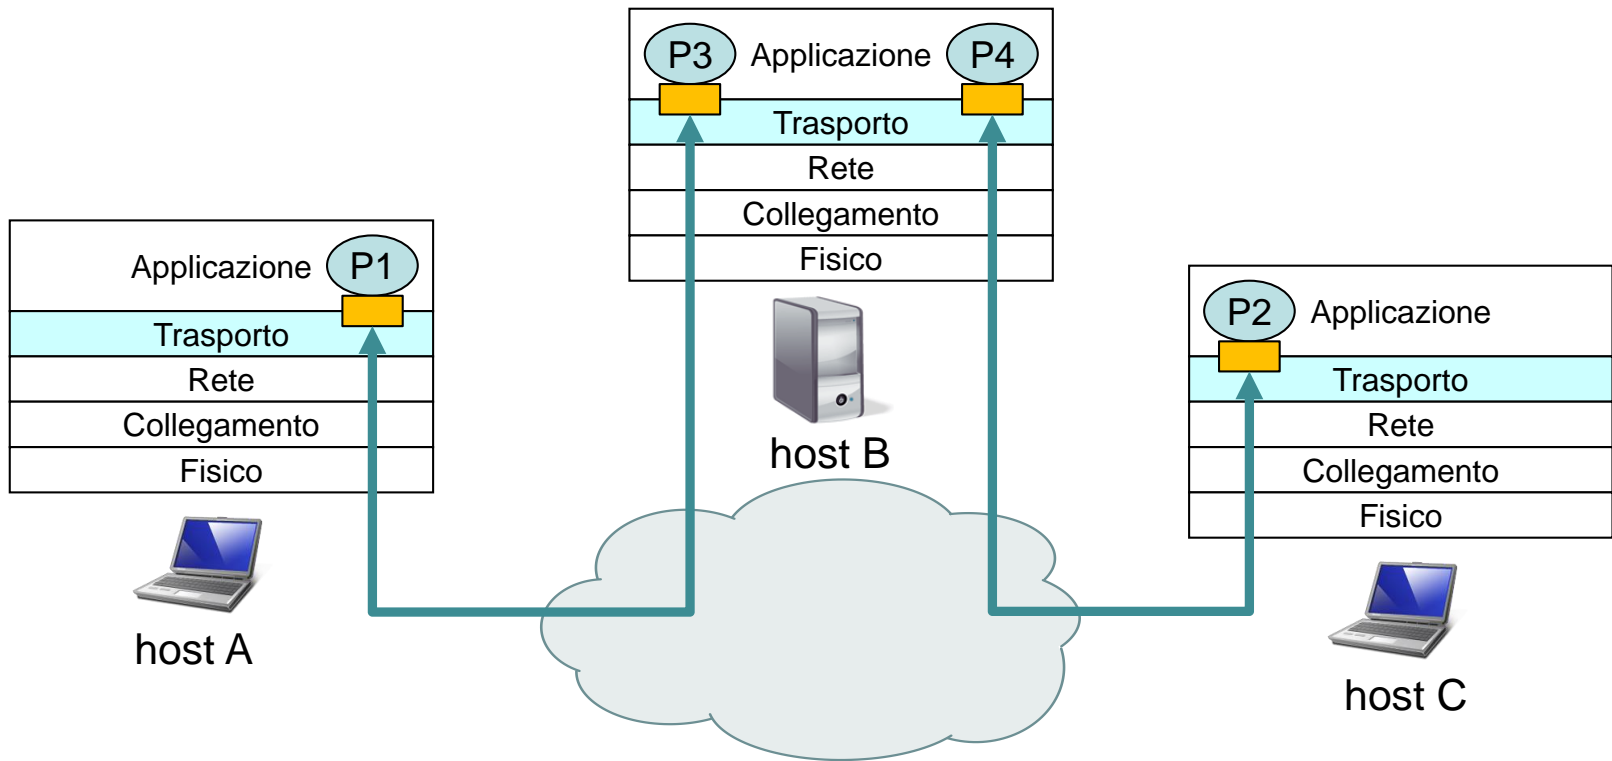 P3 Applicazione P4
Trasporto
Rete
Collegamento
Fisico
host B
Applicazione P1
Trasporto
Rete
Collegamento
Fisico
host A
P2 Applicazione
Trasporto
Rete
Collegamento
Fisico
host C